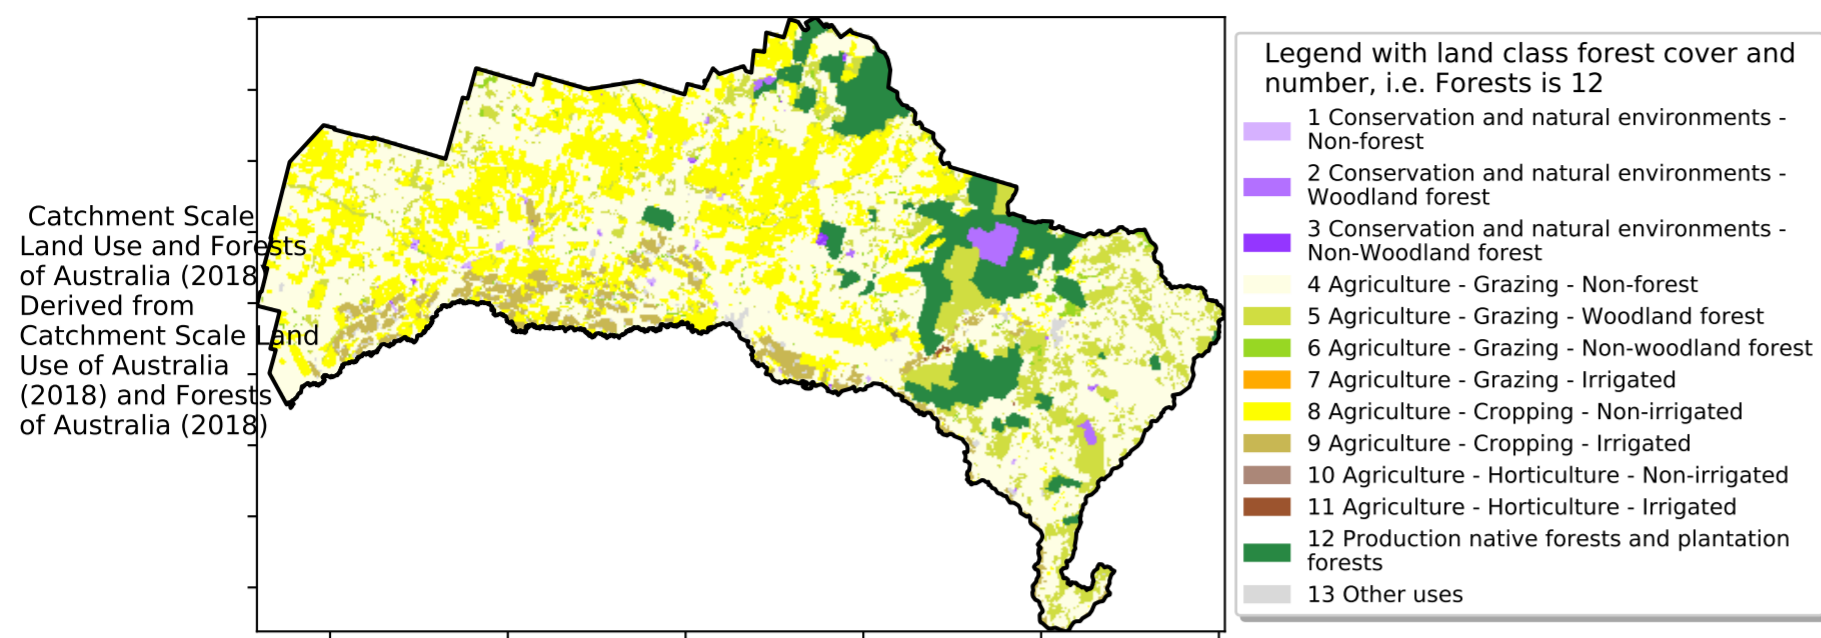 Catchment Scale
Land Use and Forests
of Australia (2018)
Derived from
Catchment Scale Land
Use of Australia
(2018) and Forests
of Australia (2018)
Legend with land class forest cover and
number, i.e. Forests is 12
1 Conservation and natural environments -
Non-forest
2 Conservation and natural environments -
Woodland forest
3 Conservation and natural environments -
Non-Woodland forest
4 Agriculture - Grazing - Non-forest
5 Agriculture - Grazing - Woodland forest
6 Agriculture - Grazing - Non-woodland forest
7 Agriculture - Grazing - Irrigated
8 Agriculture - Cropping - Non-irrigated
9 Agriculture - Cropping - Irrigated
10 Agriculture - Horticulture - Non-irrigated
11 Agriculture - Horticulture - Irrigated
12 Production native forests and plantation
forests
13 Other uses